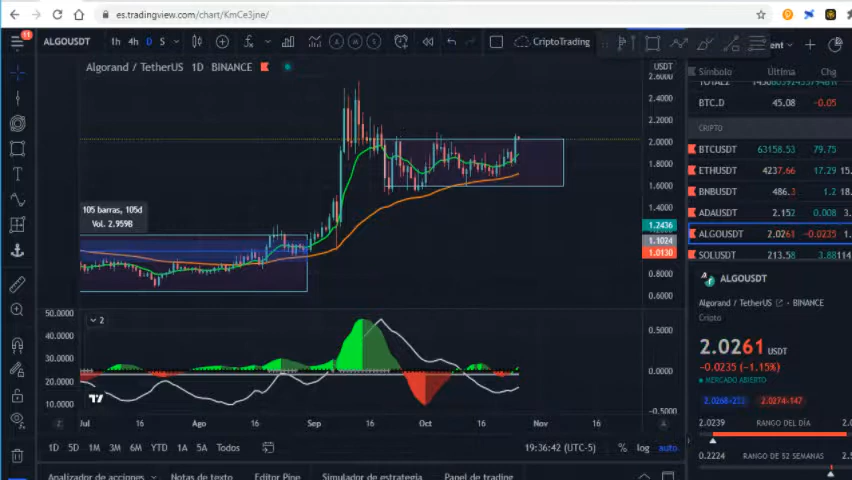 es.tradingview.com/chart/KmCe3jne/
11
ALGOUSDT
1h 4h D S
CriptoTrading
Algorand / TetherUS 1D BINANCE
USDT
2.6000
2.2000
2.0000
1.8000
1.6000
1.2436
1.1024
1.0130
0.8000
0.6000
105 barras, 105d
Vol. 2.9598
2
50.0000
40.0000
30.0000
20.0000
10.0000
0.5000
0.0000
-0.5000
Jul Ago Sep 16 Oct 16 Nov 16
1D 5D 1M 3M 6M YTD 1A 5A Todos
19:36:42 (UTC-5) % log auto
Analizador de acciones Notas de texto Editor Pine Simulador de estrategia Panel de trading
Símbolo Última Chg
BTC.D 45.08 -0.05
CRIPTO
BTCUSDT 63158.53 79.75
ETHUSDT 4237.66 17.29
BNBUSDT 486.3 1.2
ADAUSDT 2.152 0.008
ALGOUSDT 2.0261 -0.0235
SOLUSDT 213.58
ALGOUSDT
Algorand / TetherUS • BINANCE
Cripto
2.0261 USDT
-0.0235 (-1.15%)
MERCADO ABIERTO
2.0239 RANGO DEL DÍA
0.2224 RANGO DE 52 SEMANAS